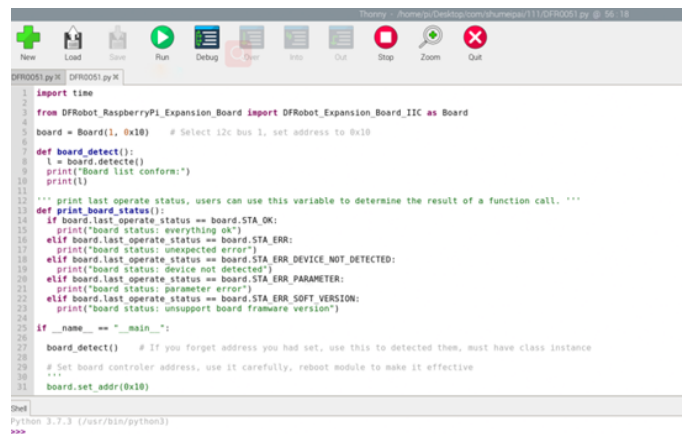 Thonny - /home/pi/Desktop/com/shumeipai/111/DFR0051.py @ 56 : 18
New Load Save Run Debug Over Into Out Stop Zoom Quit
DFR0051.py × DFR0051.py ×
1 import time
2
3 from DFRobot_RaspberryPi_Expansion_Board import DFRobot_Expansion_Board_IIC as Board
4
5 board = Board(1, 0x10) # Select i2c bus 1, set address to 0x10
6
7 def board_detect():
8 l = board.detecte()
9 print("Board list conform:")
10 print(l)
11
12 ''' print last operate status, users can use this variable to determine the result of a function call. '''
13 def print_board_status():
14 if board.last_operate_status == board.STA_OK:
15 print("board status: everything ok")
16 elif board.last_operate_status == board.STA_ERR:
17 print("board status: unexpected error")
18 elif board.last_operate_status == board.STA_ERR_DEVICE_NOT_DETECTED:
19 print("board status: device not detected")
20 elif board.last_operate_status == board.STA_ERR_PARAMETER:
21 print("board status: parameter error")
22 elif board.last_operate_status == board.STA_ERR_SOFT_VERSION:
23 print("board status: unsupport board framware version")
24
25 if __name__ == "__main__":
26
27 board_detect() # If you forget address you had set, use this to detected them, must have class instance
28
29 # Set board controler address, use it carefully, reboot module to make it effective
30 '''
31 board.set_addr(0x10)
Shell
Python 3.7.3 (/usr/bin/python3)
>>>